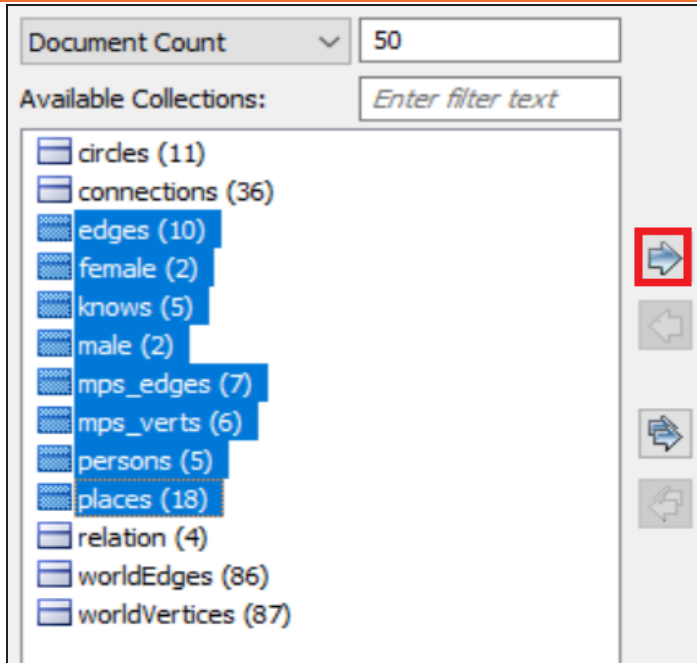 Document Count 50
Available Collections: Enter filter text
circles (11)
connections (36)
edges (10)
female (2)
knows (5)
male (2)
mps_edges (7)
mps_verts (6)
persons (5)
places (18)
relation (4)
worldEdges (86)
worldVertices (87)